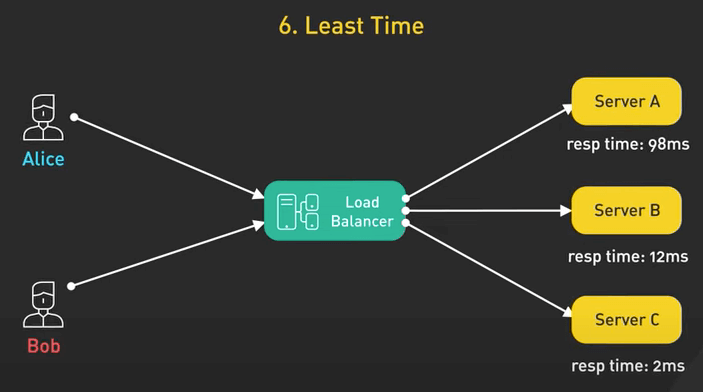 6. Least Time
Alice
Bob
Load
Balancer
Server A
resp time: 98ms
Server B
resp time: 12ms
Server C
resp time: 2ms